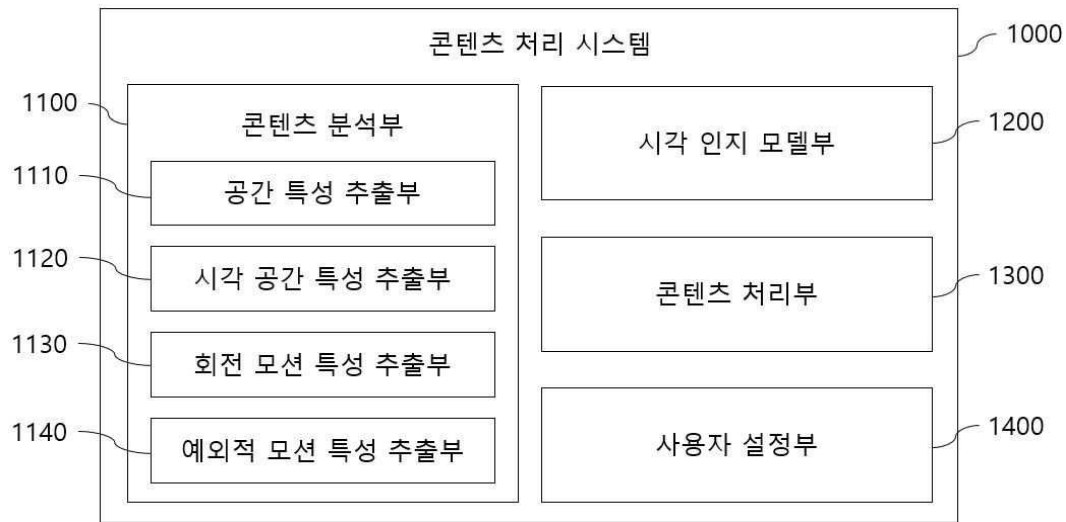 콘텐츠 처리 시스템
1000
1100
콘텐츠 분석부
1110
공간 특성 추출부
1120
시각 공간 특성 추출부
1130
회전 모션 특성 추출부
1140
예외적 모션 특성 추출부
시각 인지 모델부
1200
콘텐츠 처리부
1300
사용자 설정부
1400